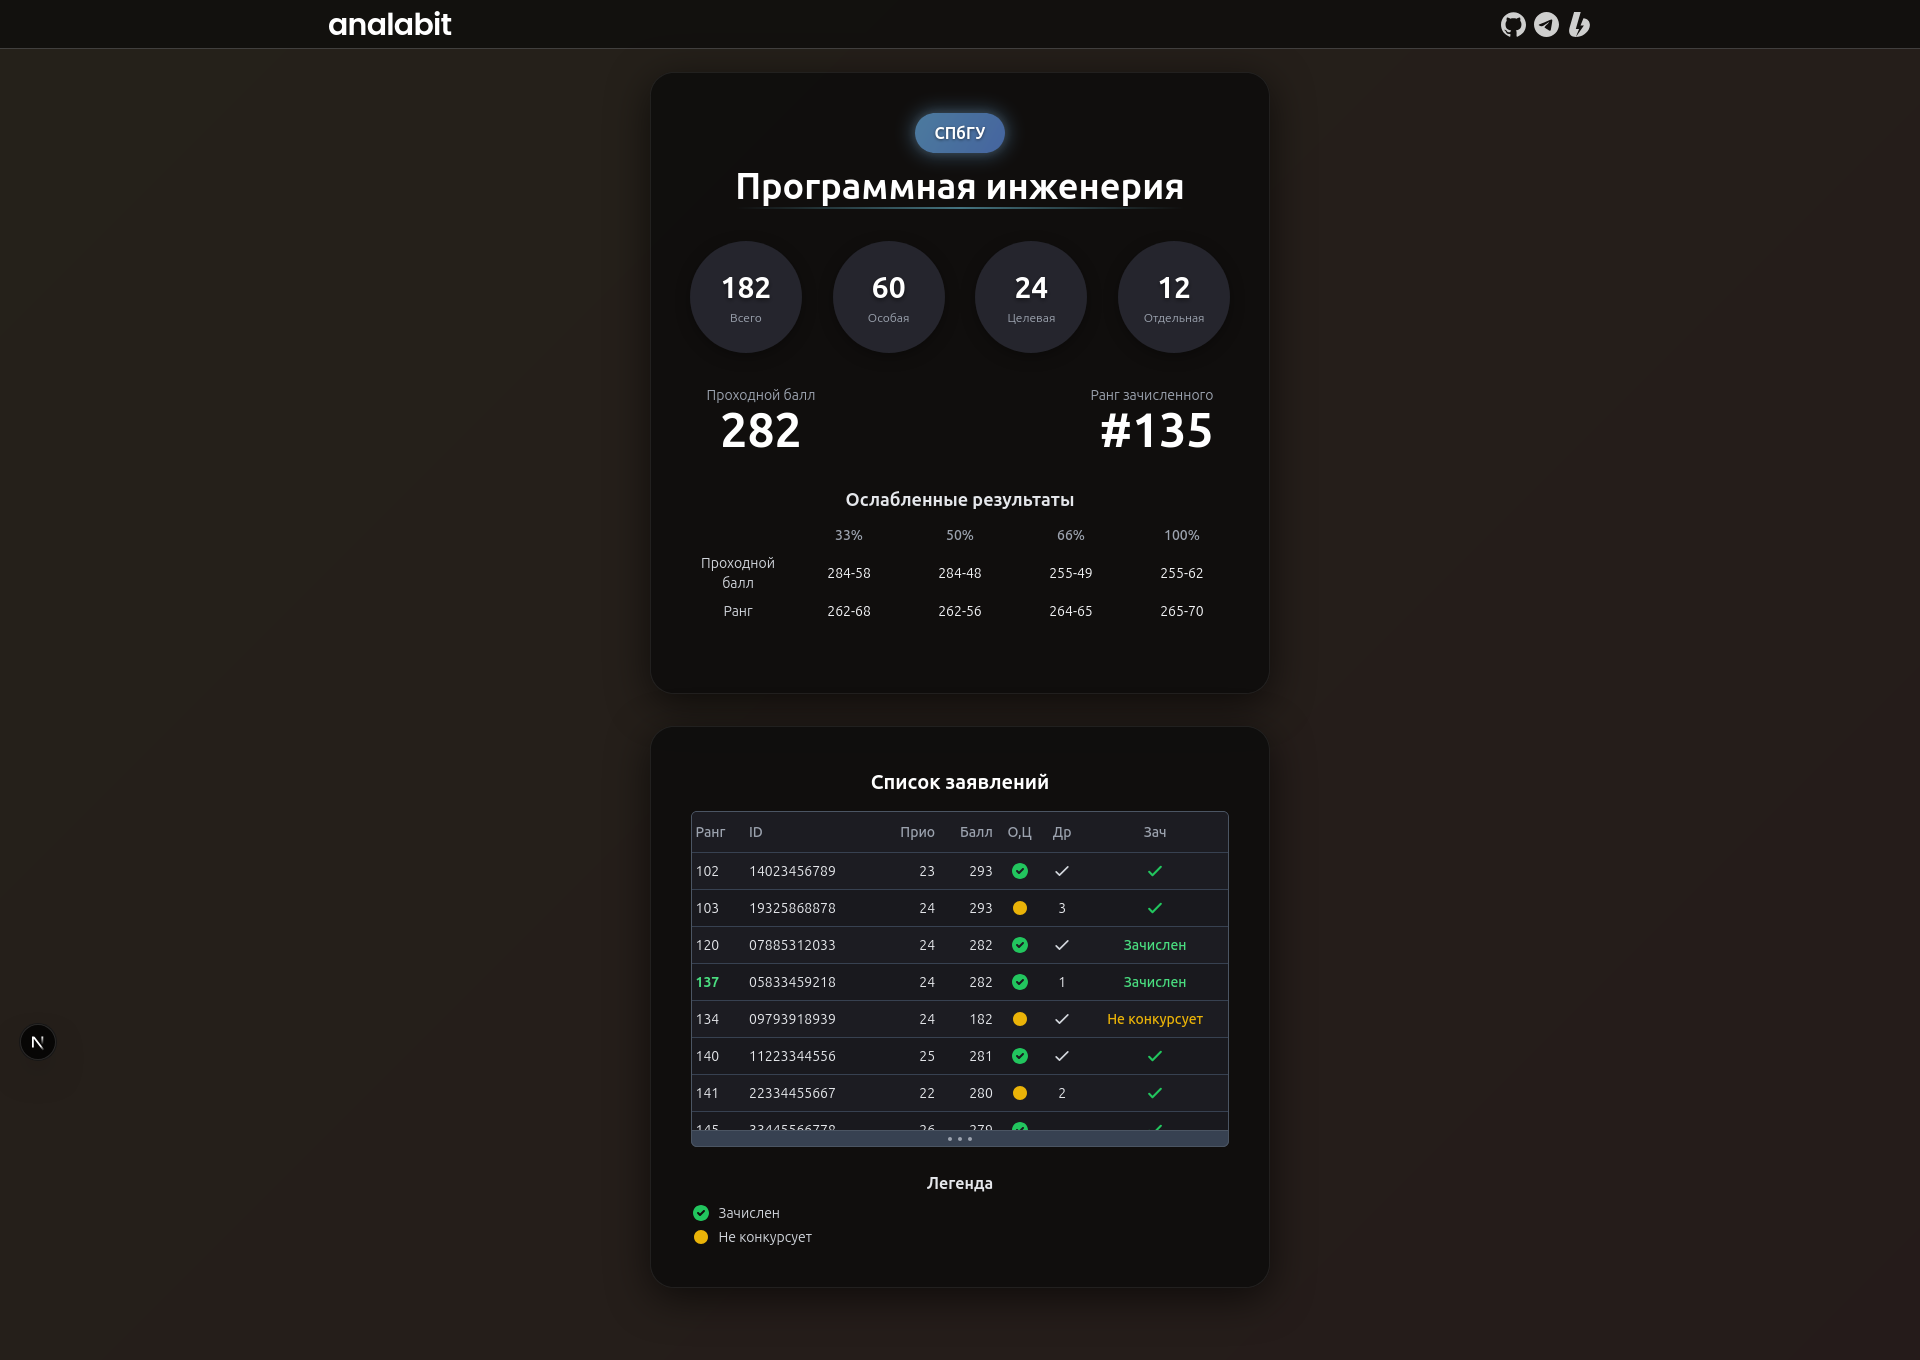 analabit
СПбГУ
Программная инженерия
182 60 24 12
Всего Особая Целевая Отдельная
Проходной балл Ранг зачисленного
282 #135
Ослабленные результаты
33% 50% 66% 100%
Проходной балл 284-58 284-48 255-49 255-62
Ранг 262-68 262-56 264-65 265-70
Список заявлений
Ранг ID Прио Балл О,Ц Др Зач
102 14023456789 23 293
103 19325868878 24 293 3
120 07885312033 24 282 Зачислен
137 05833459218 24 282 1 Зачислен
134 09793918939 24 182 Не конкурсует
140 11223344556 25 281
141 22334455667 22 280 2
145 33445566778 26 279
Легенда
Зачислен
Не конкурсует